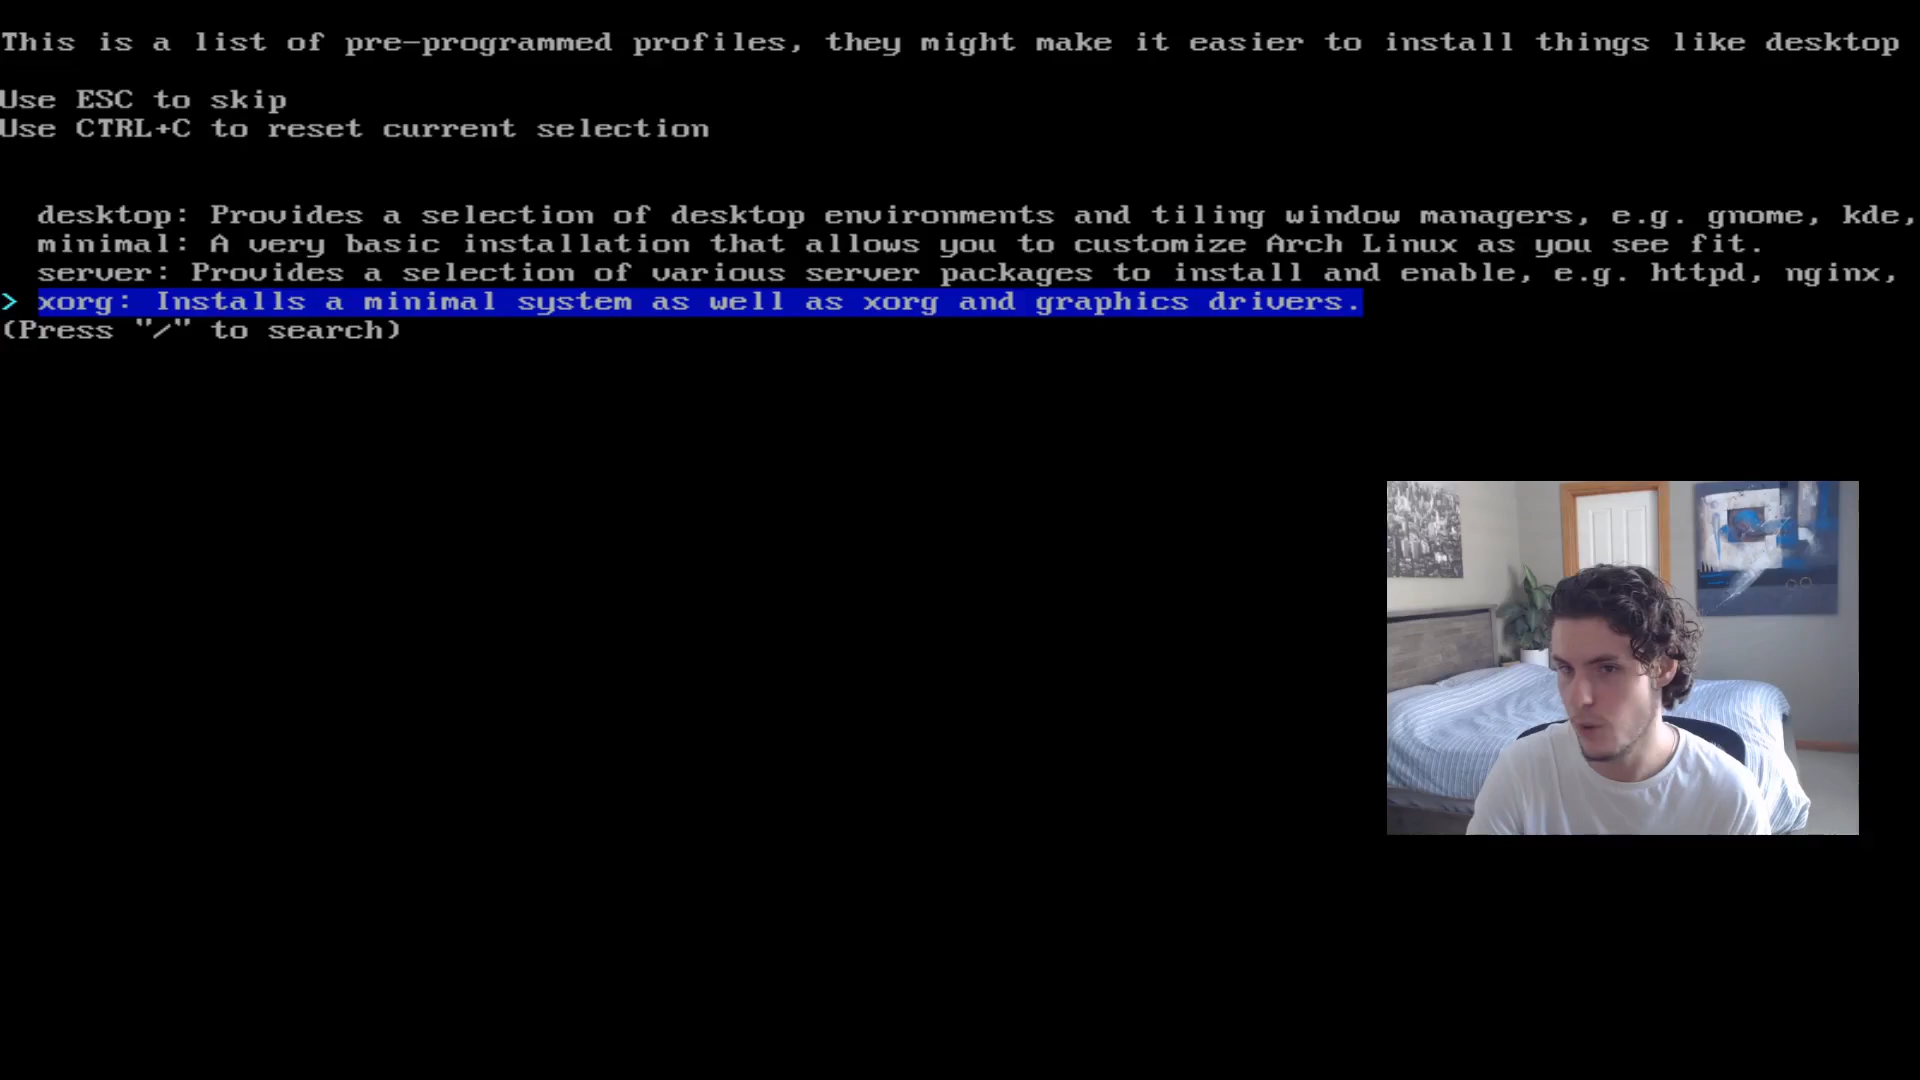 This is a list of pre-programmed profiles, they might make it easier to install things like desktop
Use ESC to skip
Use CTRL+C to reset current selection
desktop: Provides a selection of desktop environments and tiling window managers, e.g. gnome, kde,
minimal: A very basic installation that allows you to customize Arch Linux as you see fit.
server: Provides a selection of various server packages to install and enable, e.g. httpd, nginx,
> xorg: Installs a minimal system as well as xorg and graphics drivers.
(Press "/" to search)